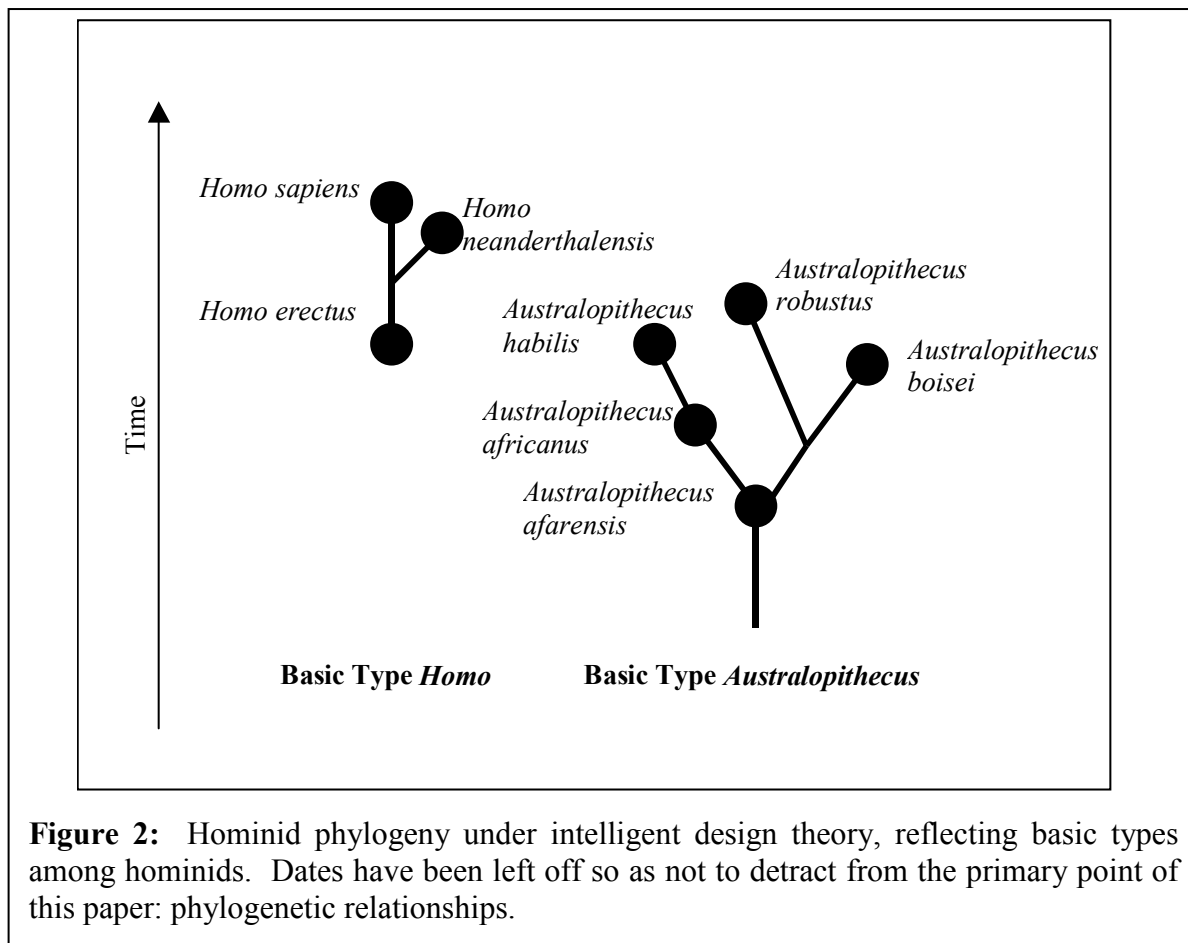 Time
Homo sapiens
Homo
neanderthalensis
Homo erectus
Australopithecus
robustus
Australopithecus
habilis
Australopithecus
boisei
Australopithecus
africanus
Australopithecus
afarensis
Basic Type Homo
Basic Type Australopithecus
Figure 2: Hominid phylogeny under intelligent design theory, reflecting basic types
among hominids. Dates have been left off so as not to detract from the primary point of
this paper: phylogenetic relationships.